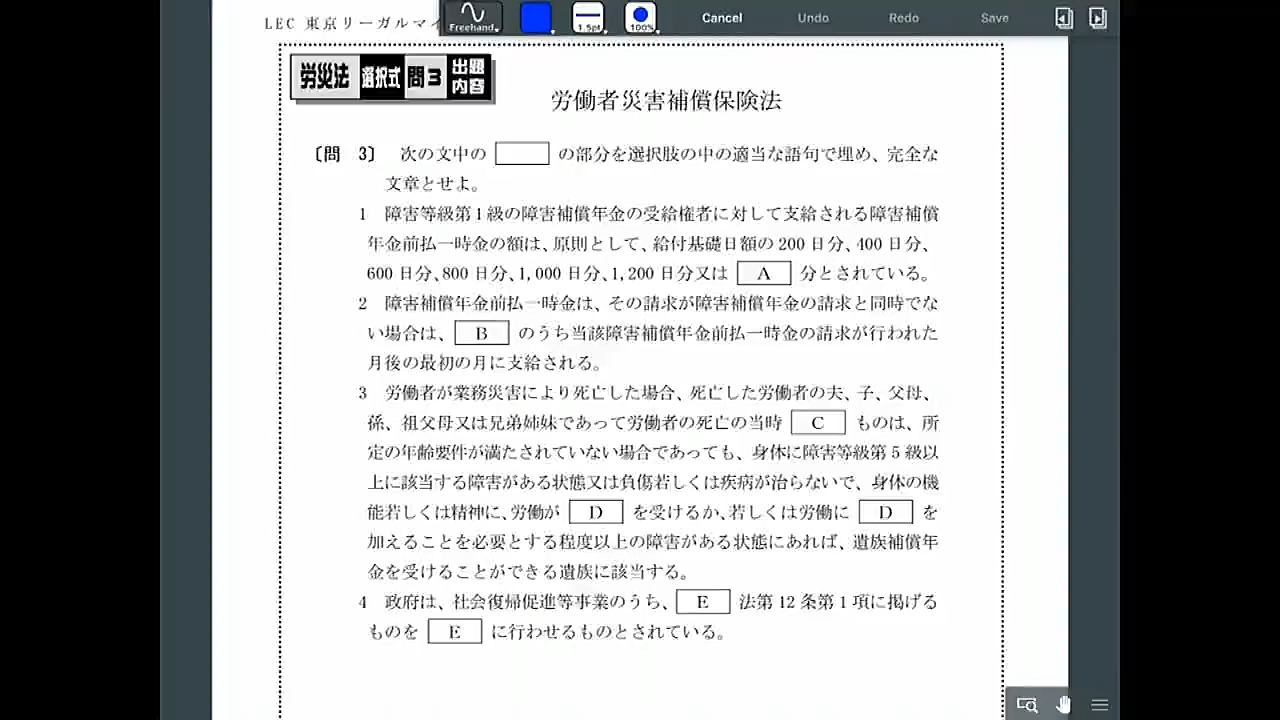 LEC 東京リーガルマイ
Freehand
1.5pt
100%
Cancel
Undo
Redo
Save
労災法 選択式 問3 出題内容
労働者災害補償保険法
〔問 3〕 次の文中の の部分を選択肢の中の適当な語句で埋め、完全な
文章とせよ。
1 障害等級第1級の障害補償年金の受給権者に対して支給される障害補償
年金前払一時金の額は、原則として、給付基礎日額の 200 日分、400 日分、
600 日分、800 日分、1,000 日分、1,200 日分又は A 分とされている。
2 障害補償年金前払一時金は、その請求が障害補償年金の請求と同時でな
い場合は、 B のうち当該障害補償年金前払一時金の請求が行われた
月後の最初の月に支給される。
3 労働者が業務災害により死亡した場合、死亡した労働者の夫、子、父母、
孫、祖父母又は兄弟姉妹であって労働者の死亡の当時 C ものは、所
定の年齢要件が満たされていない場合であっても、身体に障害等級第5級以
上に該当する障害がある状態又は負傷若しくは疾病が治らないで、身体の機
能若しくは精神に、労働が D を受けるか、若しくは労働に D を
加えることを必要とする程度以上の障害がある状態にあれば、遺族補償年
金を受けることができる遺族に該当する。
4 政府は、社会復帰促進等事業のうち、 E 法第 12 条第1項に掲げる
ものを E に行わせるものとされている。